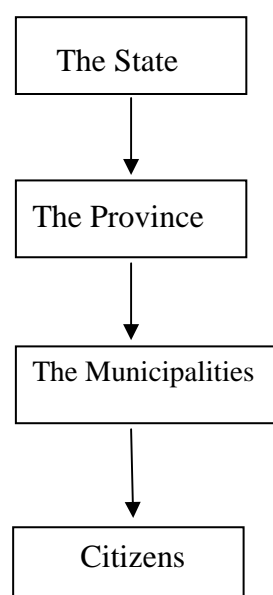 The State
The Province
The Municipalities
Citizens